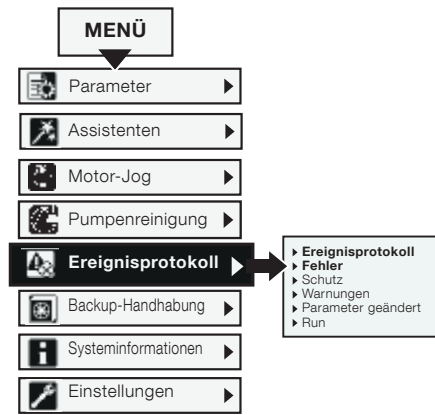 MENÜ
Parameter
Assistenten
Motor-Jog
Pumpenreinigung
Ereignisprotokoll
Backup-Handhabung
Systeminformationen
Einstellungen
Ereignisprotokoll
Fehler
Schutz
Warnungen
Parameter geändert
Run